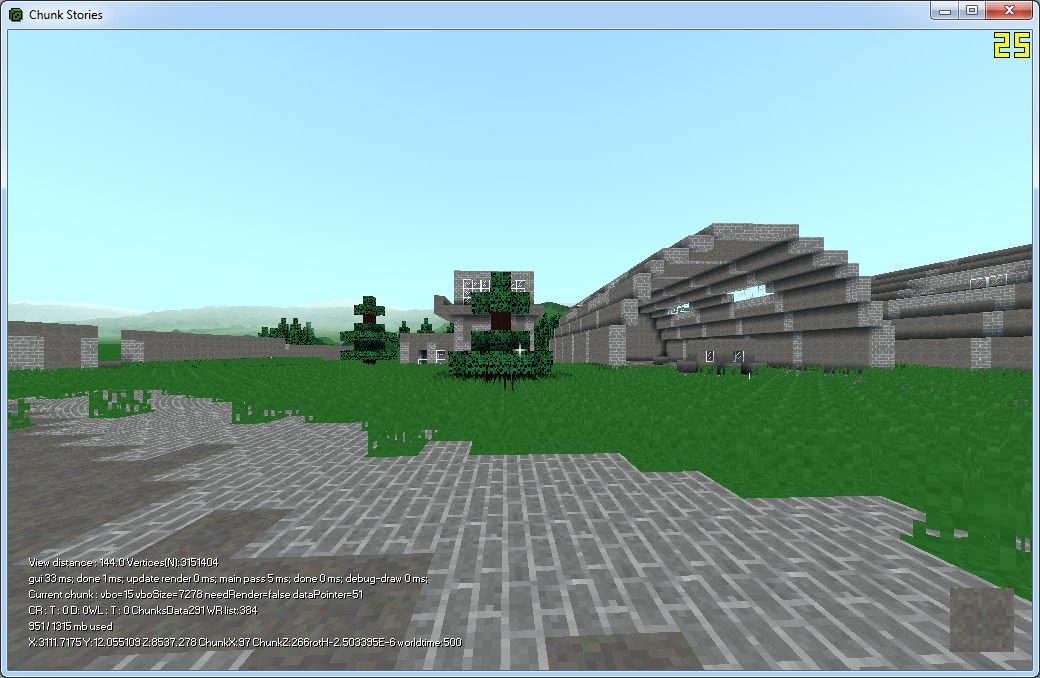 Chunk Stories
25
View distance : 144.0 Vertices(N):3151404
gui 33 ms; done 1 ms; update render 0 ms; main pass 5 ms; done 0 ms; debug-draw 0 ms;
Current chunk : vbo=15 vboSize=7278 needRender=false dataPointer=51
CR : T : 0 D: 0WL : T : 0 ChunksData291 WR list:384
951/1315 mb used
X:3111.7175 Y:12.055109 Z:8537.278 ChunkX:97 ChunkZ:266rotH-2.503395E-6 worldtime:500